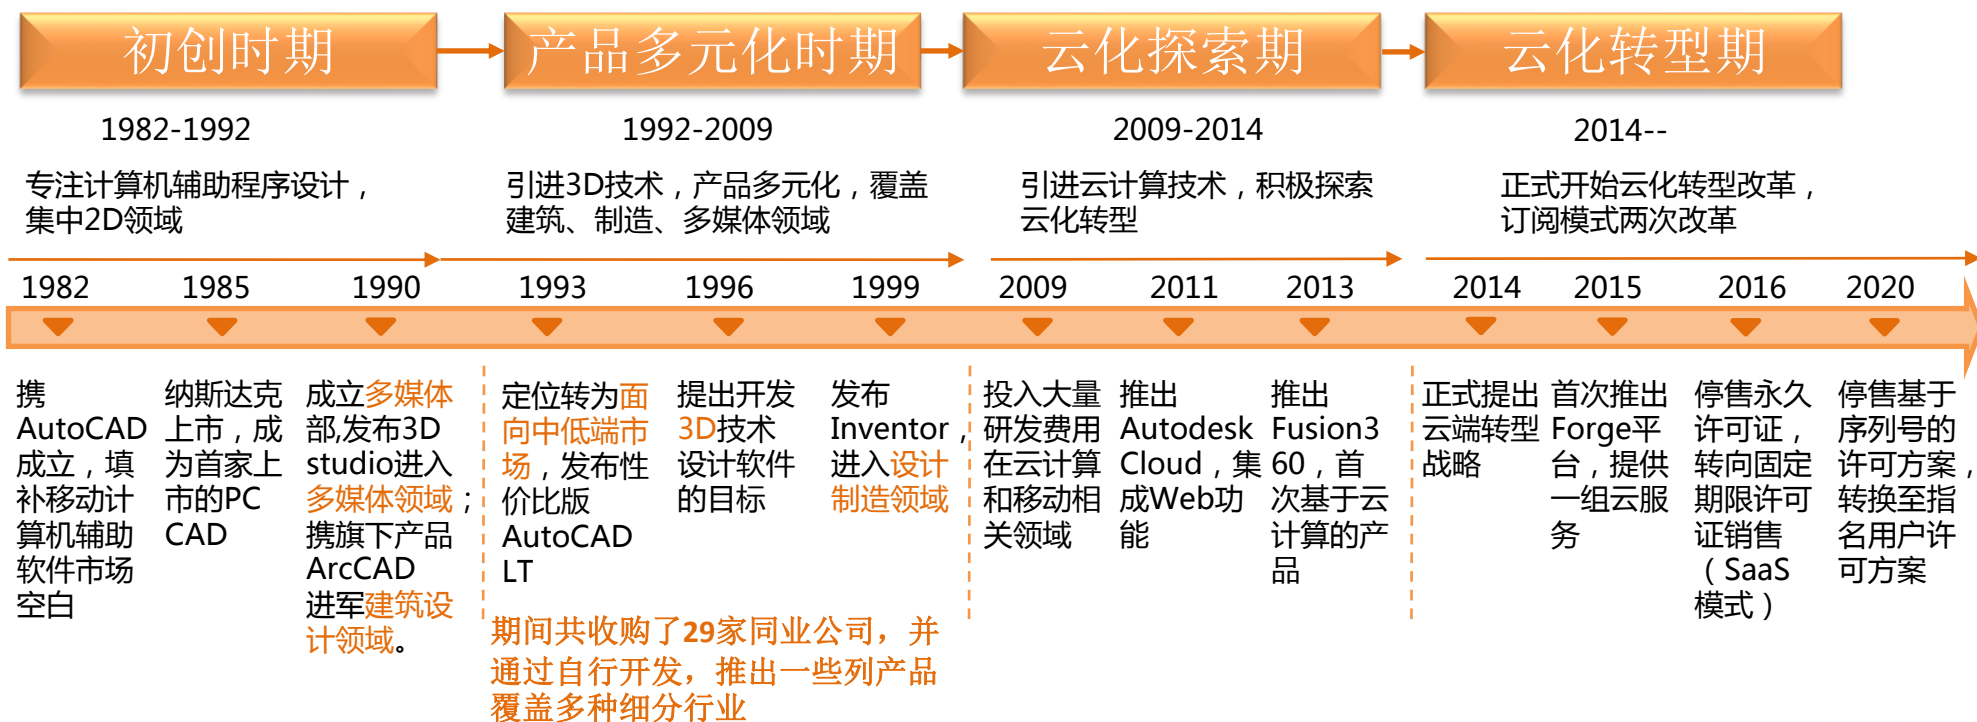 初创时期
产品多元化时期
云化探索期
云化转型期
1982-1992
1992-2009
2009-2014
2014--
专注计算机辅助程序设计，
集中2D领域
引进3D技术，产品多元化，覆盖
建筑、制造、多媒体领域
引进云计算技术，积极探索
云化转型
正式开始云化转型改革，
订阅模式两次改革
1982
1985
1990
1993
1996
1999
2009
2011
2013
2014
2015
2016
2020
携
AutoCAD
成立，填
补移动计
算机辅助
软件市场
空白
纳斯达克
上市，成
为首家上
市的PC
CAD
成立多媒体
部,发布3D
studio进入
多媒体领域；
携旗下产品
ArcCAD
进军建筑设
计领域。
定位转为面
向中低端市
场，发布性
价比版
AutoCAD
LT
提出开发
3D技术
设计软件
的目标
发布
Inventor，
进入设计
制造领域
期间共收购了29家同业公司，并
通过自行开发，推出一些列产品
覆盖多种细分行业
投入大量
研发费用
在云计算
和移动相
关领域
推出
Autodesk
Cloud，集
成Web功
能
推出
Fusion3
60，首
次基于云
计算的产
品
正式提出
云端转型
战略
首次推出
Forge平
台，提供
一组云服
务
停售永久
许可证，
转向固定
期限许可
证销售
（SaaS
模式）
停售基于
序列号的
许可方案，
转换至指
名用户许
可方案